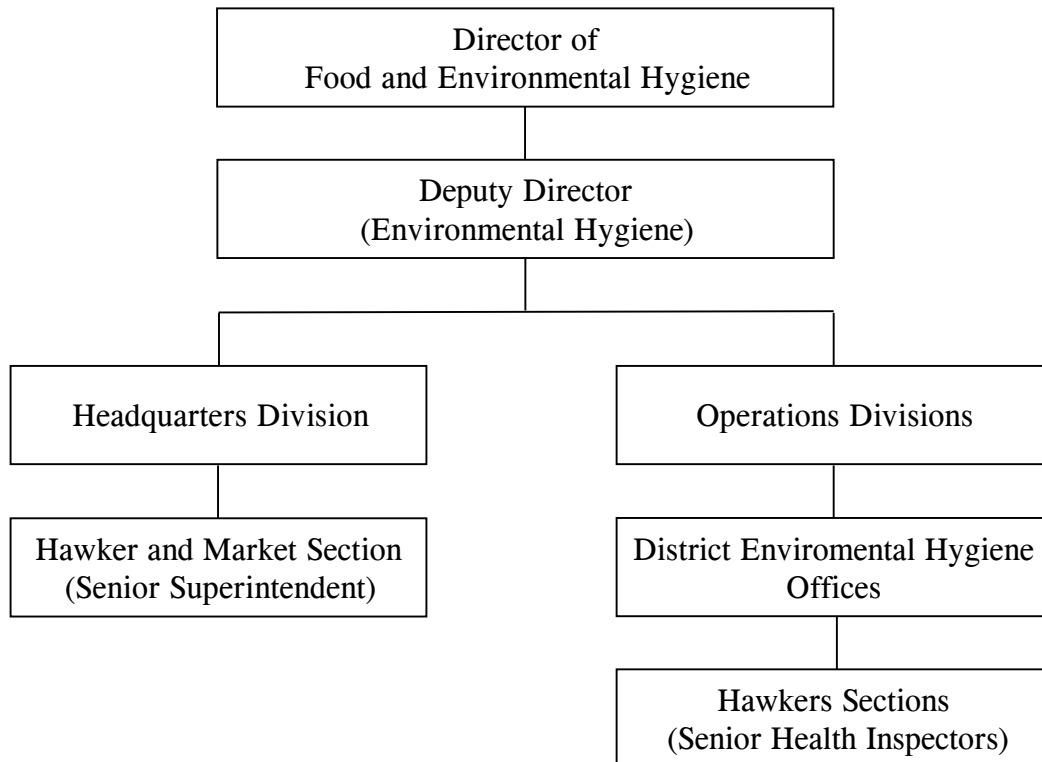 Director of
Food and Environmental Hygiene
Deputy Director
(Environmental Hygiene)
Headquarters Division
Operations Divisions
Hawker and Market Section
(Senior Superintendent)
District Enviromental Hygiene
Offices
Hawkers Sections
(Senior Health Inspectors)